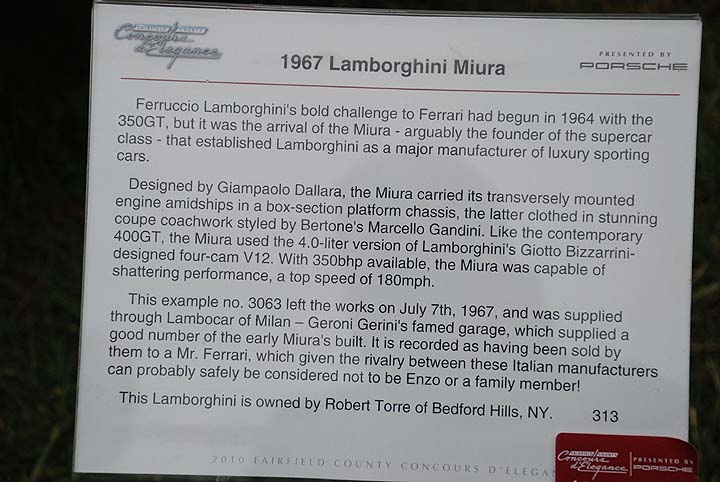 FAIRFIELD COUNTY
Concours
d'Elegance
1967 Lamborghini Miura
PRESENTED BY
PORSCHE
Ferruccio Lamborghini's bold challenge to Ferrari had begun in 1964 with the
350GT, but it was the arrival of the Miura - arguably the founder of the supercar
class - that established Lamborghini as a major manufacturer of luxury sporting
cars.
Designed by Giampaolo Dallara, the Miura carried its transversely mounted
engine amidships in a box-section platform chassis, the latter clothed in stunning
coupe coachwork styled by Bertone's Marcello Gandini. Like the contemporary
400GT, the Miura used the 4.0-liter version of Lamborghini's Giotto Bizzarrini-
designed four-cam V12. With 350bhp available, the Miura was capable of
shattering performance, a top speed of 180mph.
This example no. 3063 left the works on July 7th, 1967, and was supplied
through Lambocar of Milan – Geroni Gerini's famed garage, which supplied a
good number of the early Miura's built. It is recorded as having been sold by
them to a Mr. Ferrari, which given the rivalry between these Italian manufacturers
can probably safely be considered not to be Enzo or a family member!
This Lamborghini is owned by Robert Torre of Bedford Hills, NY. 313
2010 FAIRFIELD COUNTY CONCOURS D'ELEGAN
FAIRFIELD COUNTY
Concours
d'Elegance
PRESENTED BY
PORSCHE